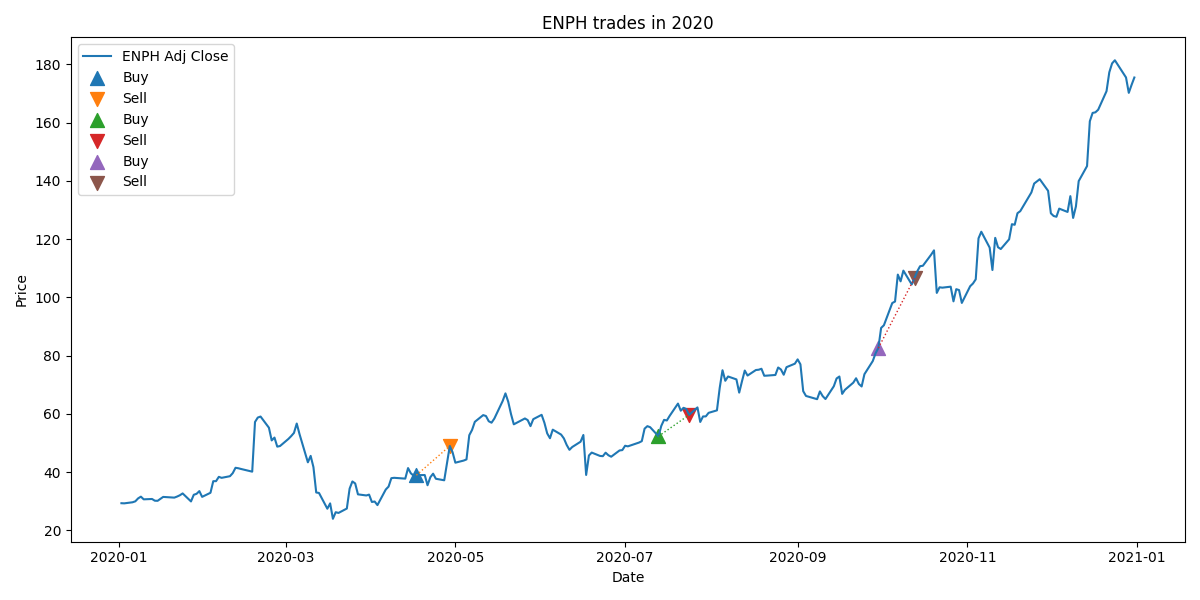 ENPH trades in 2020
ENPH Adj Close
Buy
Sell
Buy
Sell
Buy
Sell
Price
180
160
140
120
100
80
60
40
20
2020-01 2020-03 2020-05 2020-07 2020-09 2020-11 2021-01
Date